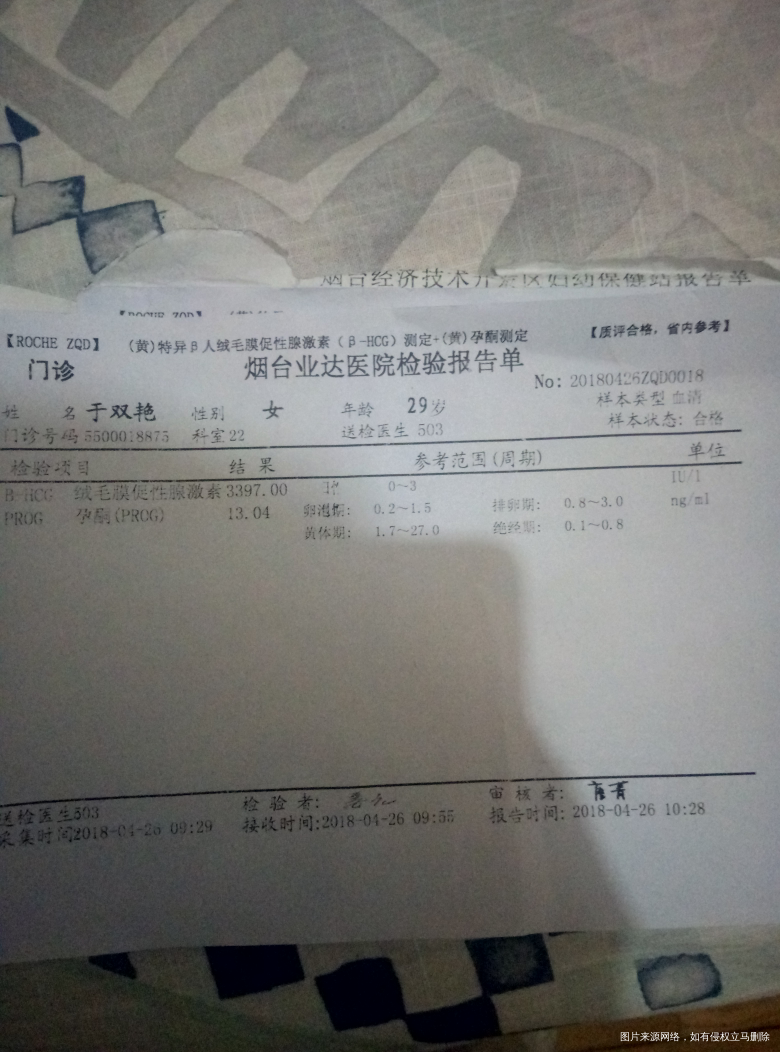 烟台经济技术开发区妇幼保健站报告单
【ROCHE ZQD】 (黄)特异β人绒毛膜促性腺激素(β-HCG)测定+(黄)孕酮测定 【质评合格，省内参考】
门诊 烟台业达医院检验报告单
No: 20180426ZQD0018
姓 名 于双艳 性别 女 年龄 29岁 样本类型 血清
门诊号码 5500018875 科室 22 送检医生 503 样本状态: 合格
检验项目 结果 参考范围(周期) 单位
B-HCG 绒毛膜促性腺激素 3397.00 0~3 IU/l
PROG 孕酮(PROG) 13.04 卵泡期: 0.2~1.5 排卵期: 0.8~3.0 ng/ml
黄体期: 1.7~27.0 绝经期: 0.1~0.8
送检医生503 检验者: 审核者:
采集时间2018-04-26 09:29 接收时间:2018-04-26 09:55 报告时间: 2018-04-26 10:28
图片来源网络，如有侵权立马删除